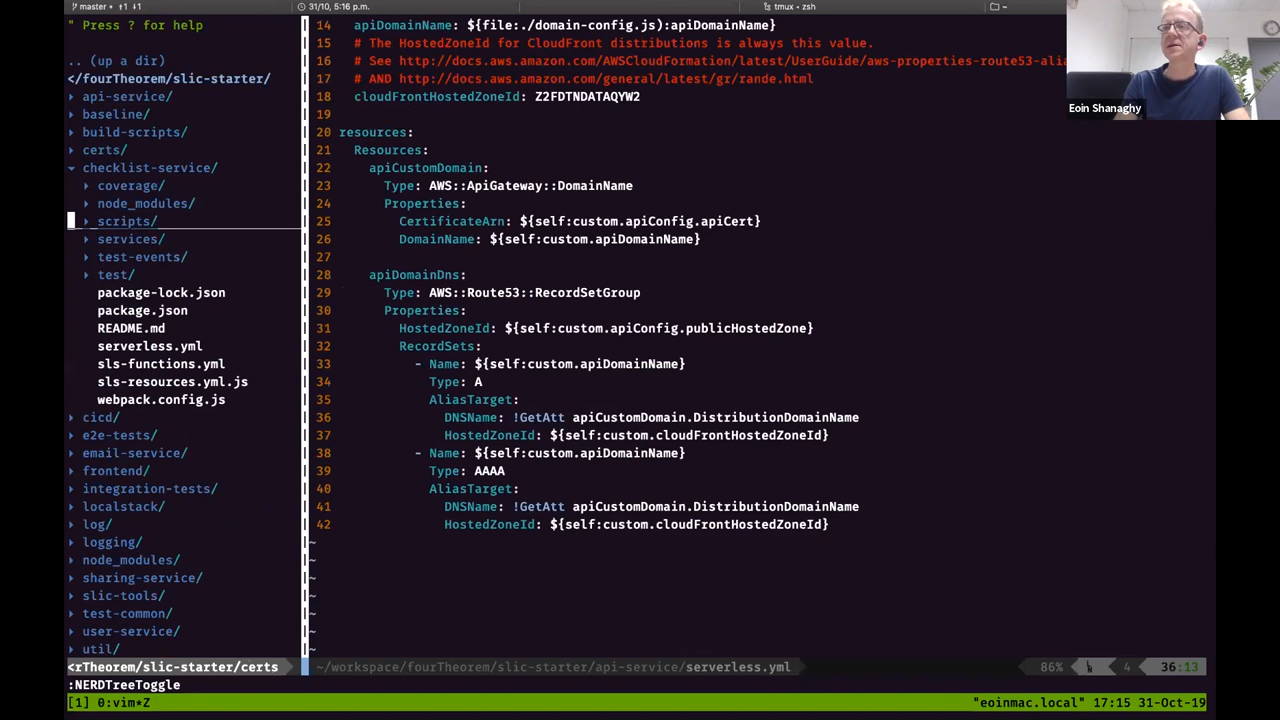 master ↑1 ↓1
31/10, 5:16 p.m.
tmux • zsh
~
" Press ? for help
.. (up a dir)
</fourTheorem/slic-starter/
▸ api-service/
▸ baseline/
▸ build-scripts/
▸ certs/
▾ checklist-service/
▸ coverage/
▸ node_modules/
▸ scripts/
▸ services/
▸ test-events/
▸ test/
package-lock.json
package.json
README.md
serverless.yml
sls-functions.yml
sls-resources.yml.js
webpack.config.js
▸ cicd/
▸ e2e-tests/
▸ email-service/
▸ frontend/
▸ integration-tests/
▸ localstack/
▸ log/
▸ logging/
▸ node_modules/
▸ sharing-service/
▸ slic-tools/
▸ test-common/
▸ user-service/
▸ util/
14 apiDomainName: ${file:./domain-config.js):apiDomainName}
15 # The HostedZoneId for CloudFront distributions is always this value.
16 # See http://docs.aws.amazon.com/AWSCloudFormation/latest/UserGuide/aws-properties-route53-alia
17 # AND http://docs.aws.amazon.com/general/latest/gr/rande.html
18 cloudFrontHostedZoneId: Z2FDTNDATAQYW2
19
20 resources:
21 Resources:
22 apiCustomDomain:
23 Type: AWS::ApiGateway::DomainName
24 Properties:
25 CertificateArn: ${self:custom.apiConfig.apiCert}
26 DomainName: ${self:custom.apiDomainName}
27
28 apiDomainDns:
29 Type: AWS::Route53::RecordSetGroup
30 Properties:
31 HostedZoneId: ${self:custom.apiConfig.publicHostedZone}
32 RecordSets:
33 - Name: ${self:custom.apiDomainName}
34 Type: A
35 AliasTarget:
36 DNSName: !GetAtt apiCustomDomain.DistributionDomainName
37 HostedZoneId: ${self:custom.cloudFrontHostedZoneId}
38 - Name: ${self:custom.apiDomainName}
39 Type: AAAA
40 AliasTarget:
41 DNSName: !GetAtt apiCustomDomain.DistributionDomainName
42 HostedZoneId: ${self:custom.cloudFrontHostedZoneId}
~
~
~
~
~
~
~
Eoin Shanaghy
<rTheorem/slic-starter/certs
~/workspace/fourTheorem/slic-starter/api-service/serverless.yml
86% 4 36:13
:NERDTreeToggle
[1] 0:vim*Z
"eoinmac.local" 17:15 31-Oct-19